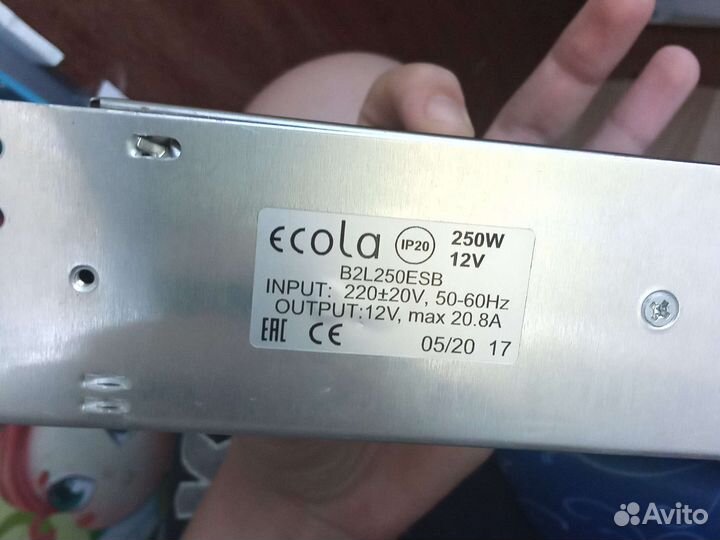 ecola IP20 250W
12V
B2L250ESB
INPUT: 220±20V, 50-60Hz
OUTPUT:12V, max 20.8A
EAC CE 05/20 17
Avito